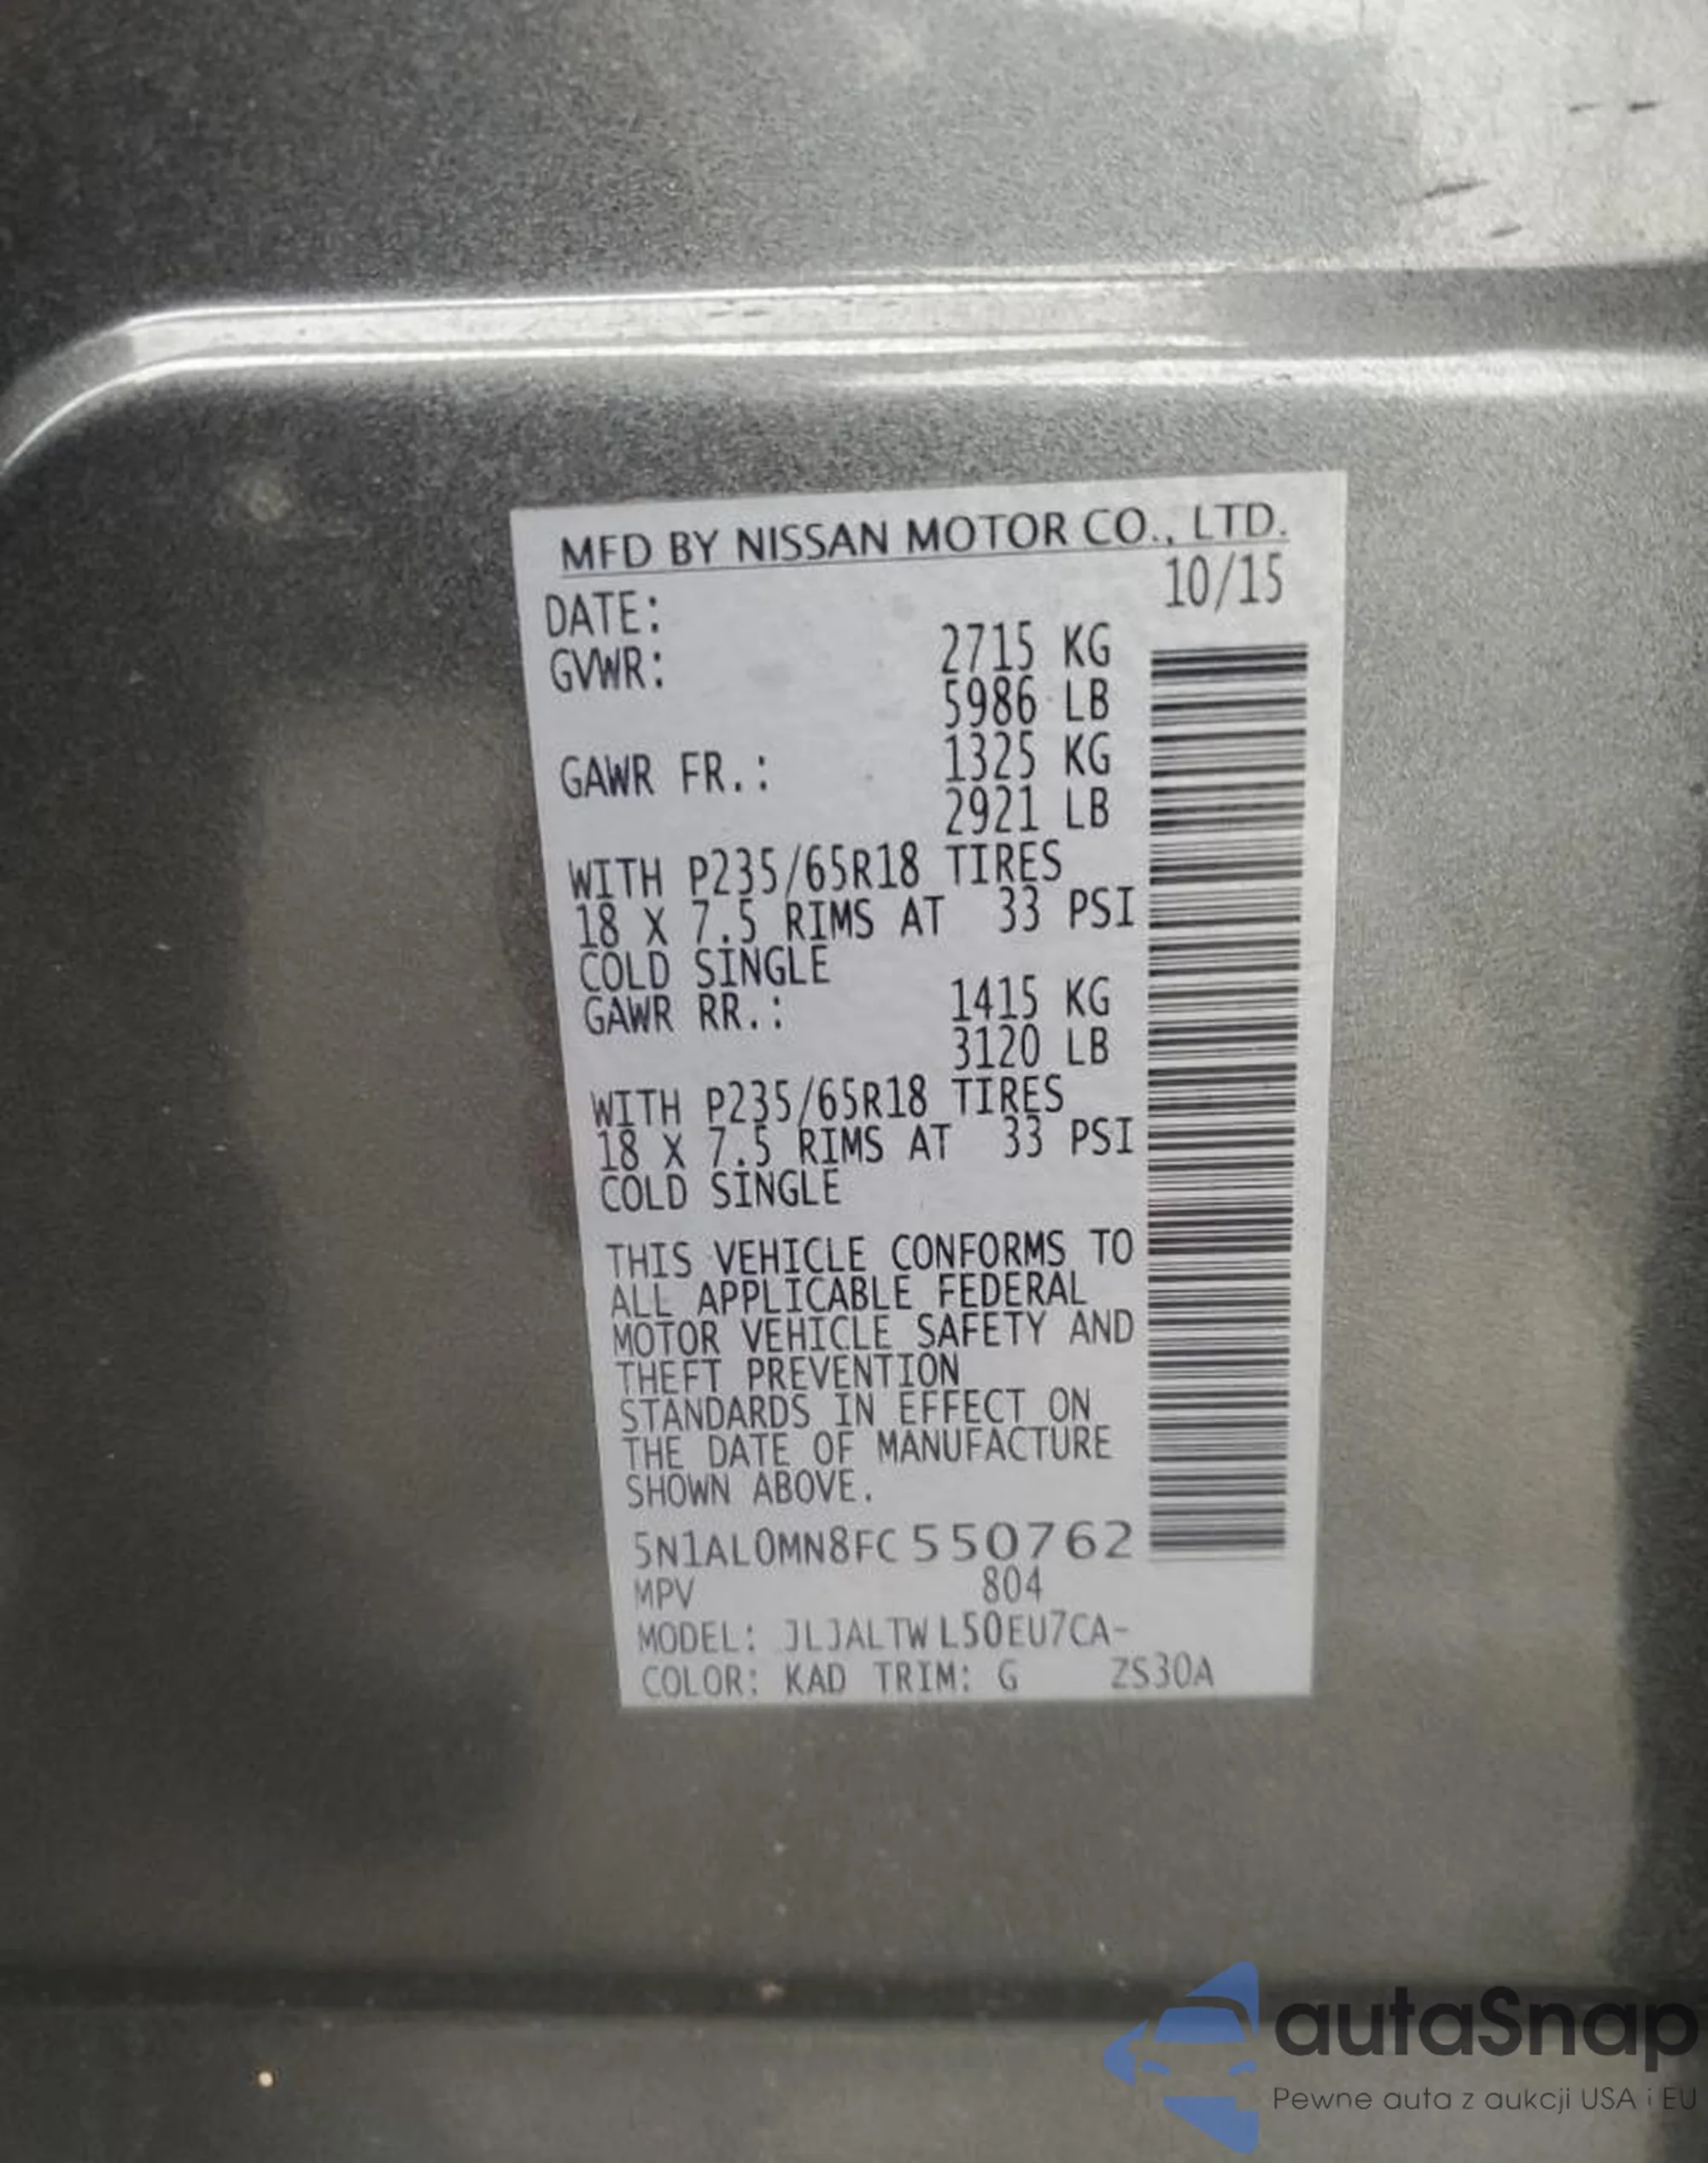 MFD BY NISSAN MOTOR CO., LTD.
DATE: 10/15
GVWR: 2715 KG
5986 LB
GAWR FR.: 1325 KG
2921 LB
WITH P235/65R18 TIRES
18 X 7.5 RIMS AT 33 PSI
COLD SINGLE
GAWR RR.: 1415 KG
3120 LB
WITH P235/65R18 TIRES
18 X 7.5 RIMS AT 33 PSI
COLD SINGLE
THIS VEHICLE CONFORMS TO
ALL APPLICABLE FEDERAL
MOTOR VEHICLE SAFETY AND
THEFT PREVENTION
STANDARDS IN EFFECT ON
THE DATE OF MANUFACTURE
SHOWN ABOVE.
5N1AL0MN8FC550762
MPV 804
MODEL: JLJALTWL50EU7CA-
COLOR: KAD TRIM: G ZS30A
autaSnap
Pewne auta z aukcji USA i EU